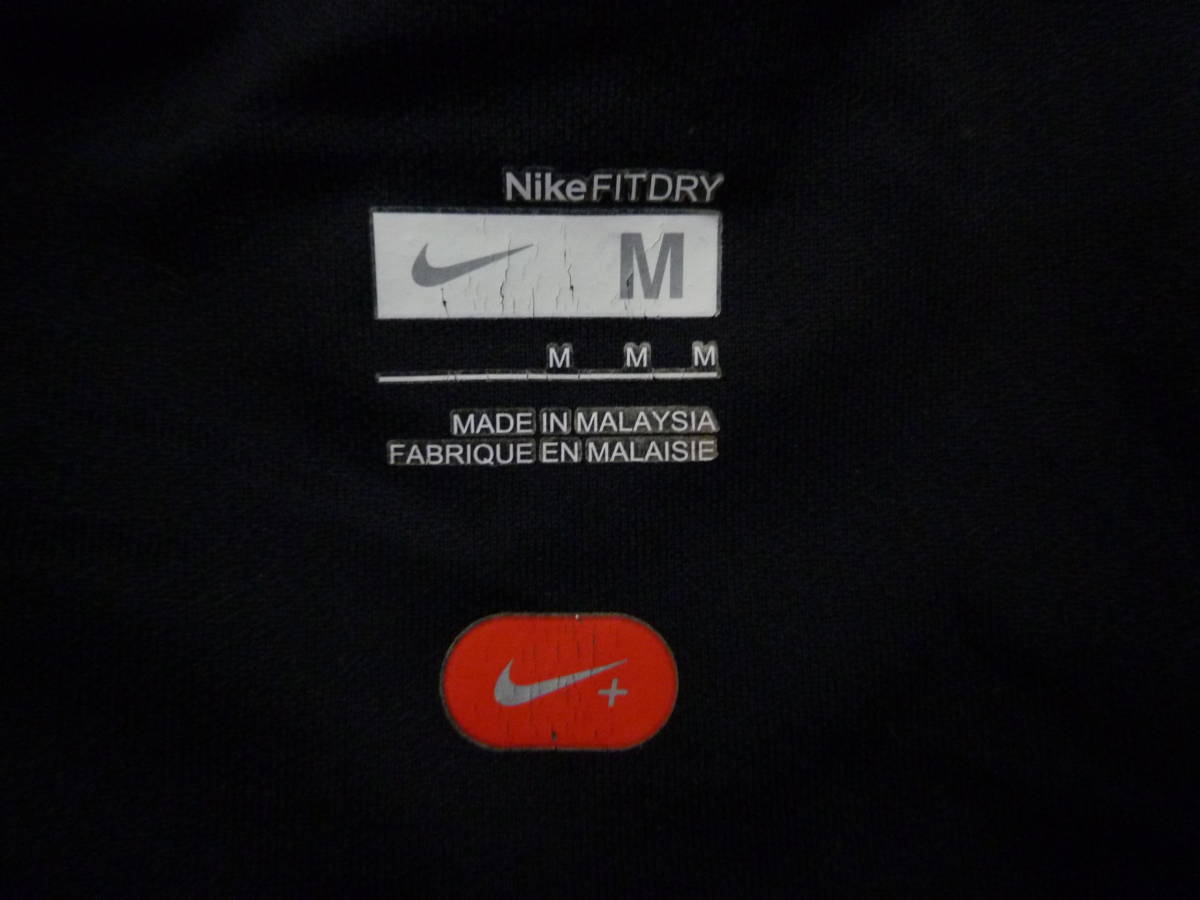 NikeFITDRY
M
M M M
MADE IN MALAYSIA
FABRIQUE EN MALAISIE
+